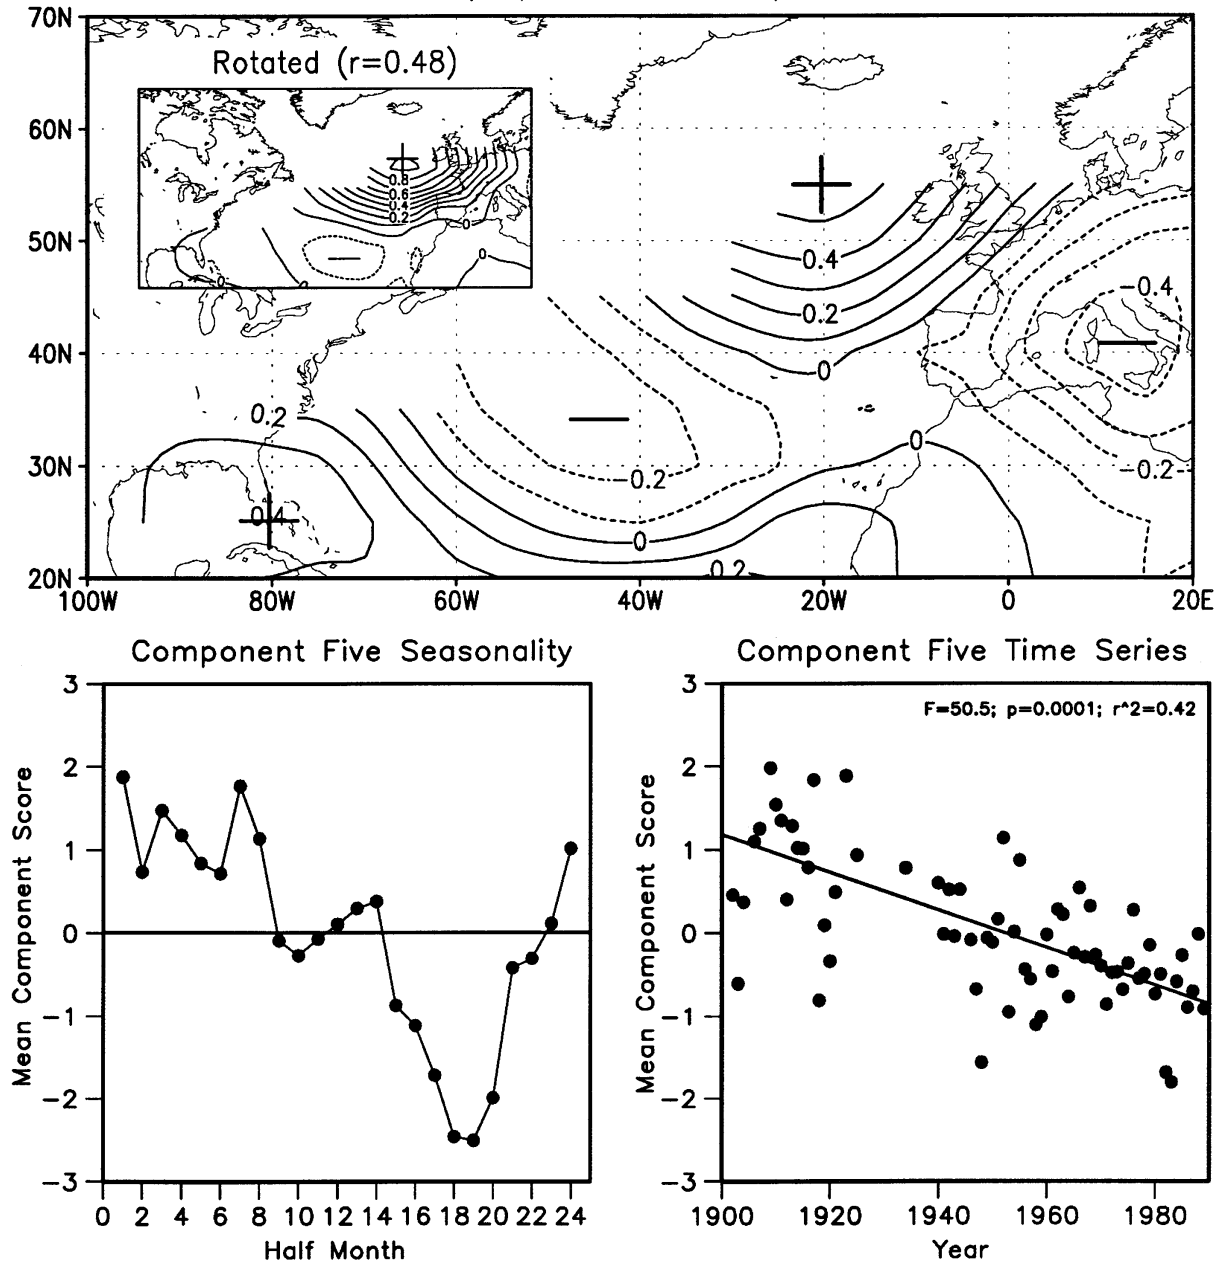 70N
Rotated (r=0.48)
60N
0.8
0.6
0.4
0.2
0
0
0
50N
0.4
-0.4
0.2
40N
0
0.2
0
30N
-0.2
-0.2
0.4
0
20N
0.2
100W 80W 60W 40W 20W 0 20E
Component Five Seasonality
3
2
1
0
-1
-2
-3
Mean Component Score
0 2 4 6 8 10 12 14 16 18 20 22 24
Half Month
Component Five Time Series
F=50.5; p=0.0001; r^2=0.42
3
2
1
0
-1
-2
-3
Mean Component Score
1900 1920 1940 1960 1980
Year